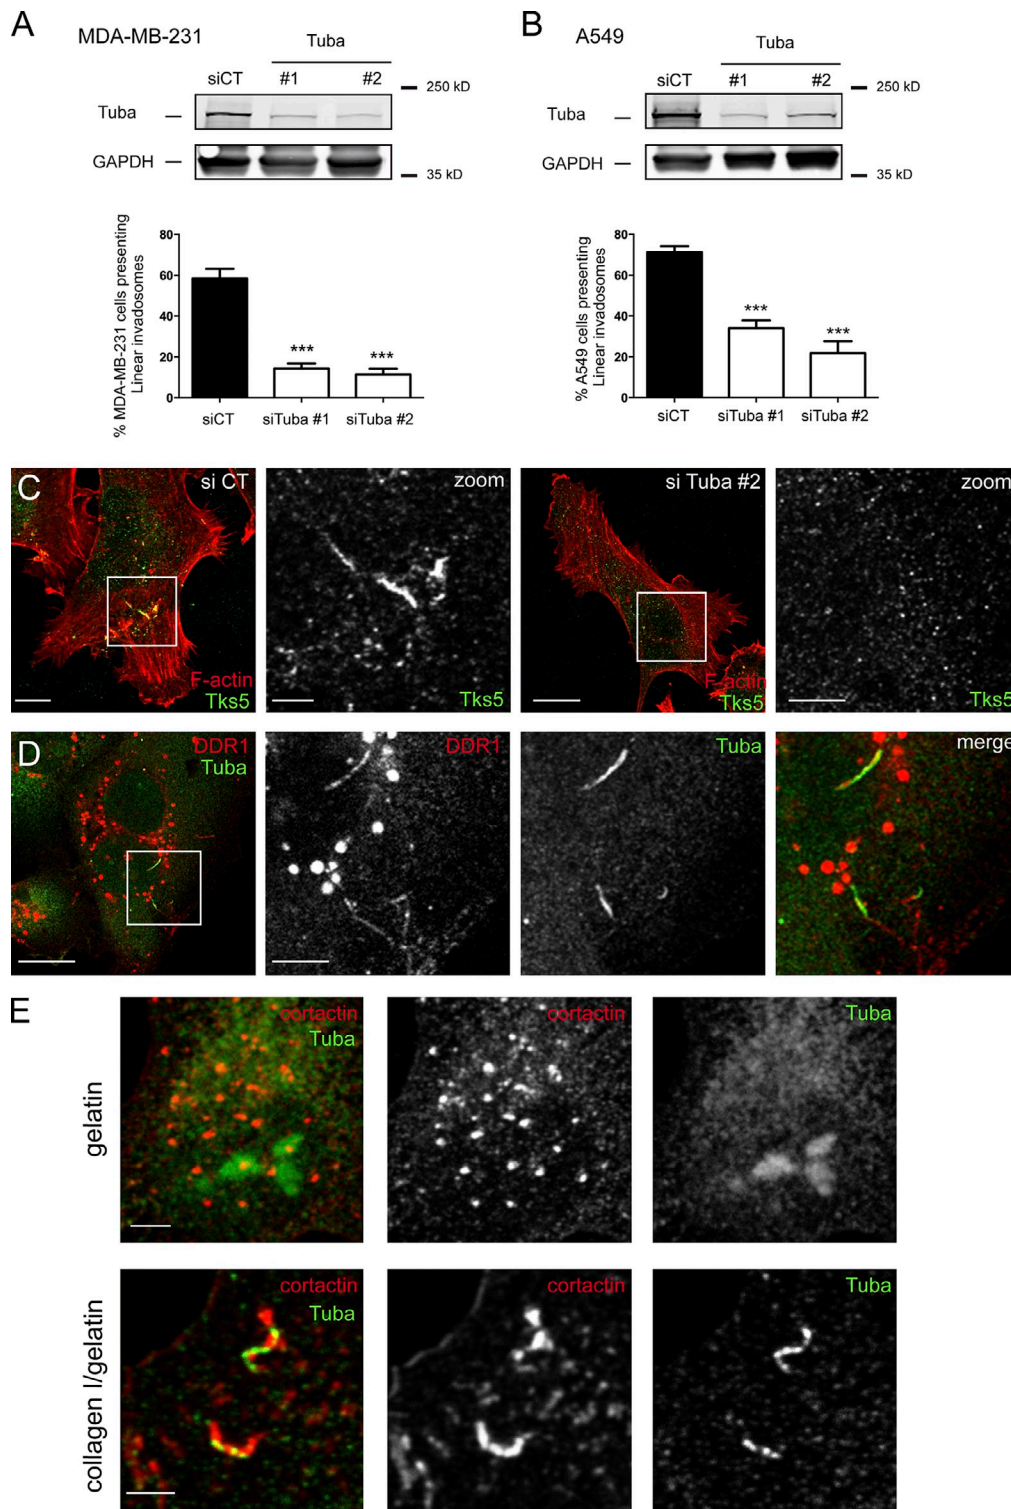 A
MDA-MB-231
Tuba
siCT
#1
#2
250 kD
Tuba
GAPDH
35 kD
% MDA-MB-231 cells presenting
Linear invadosomes
80
60
40
20
0
***
***
siCT
siTuba #1
siTuba #2
B
A549
Tuba
siCT
#1
#2
250 kD
Tuba
GAPDH
35 kD
% A549 cells presenting
Linear invadosomes
80
60
40
20
0
***
***
siCT
siTuba #1
siTuba #2
C
si CT
F-actin
Tks5
zoom
Tks5
si Tuba #2
F-actin
Tks5
zoom
Tks5
D
DDR1
Tuba
DDR1
Tuba
merge
E
gelatin
cortactin
Tuba
cortactin
Tuba
collagen I/gelatin
cortactin
Tuba
cortactin
Tuba